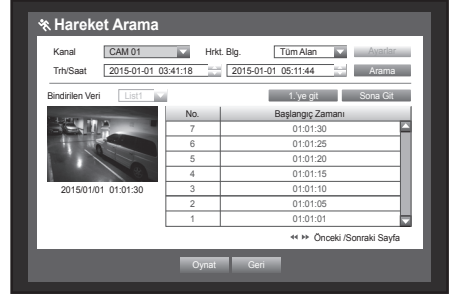 Hareket Arama
Kanal CAM 01 Hrkt. Blg. Tüm Alan Ayarlar
Trh/Saat 2015-01-01 03:41:18 2015-01-01 05:11:44 Arama
Bindirilen Veri List1 1.'ye git Sona Git
No. Başlangıç Zamanı
7 01:01:30
6 01:01:25
5 01:01:20
4 01:01:15
3 01:01:10
2 01:01:05
1 01:01:01
2015/01/01 01:01:30
Önceki /Sonraki Sayfa
Oynat Geri